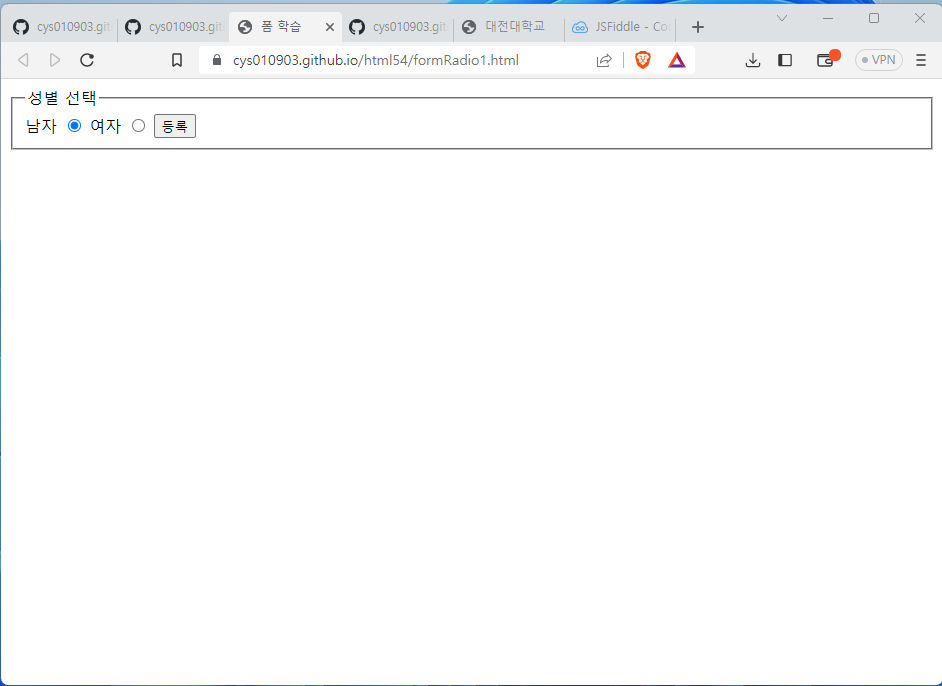 cys010903.git
cys010903.git
폼 학습
cys010903.git
대전대학교
JSFiddle - Co
cys010903.github.io/html54/formRadio1.html
VPN
성별 선택
남자 여자 등록